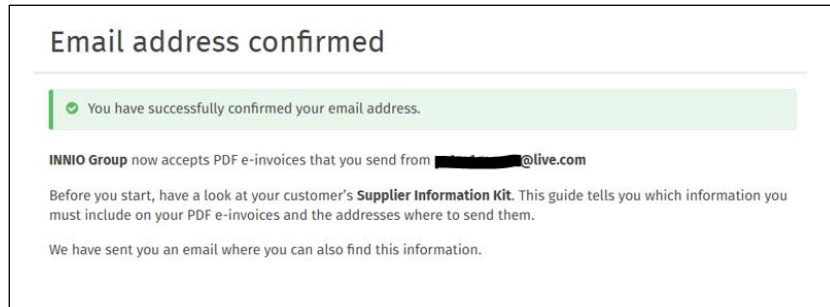 Email address confirmed
You have successfully confirmed your email address.
INNIO Group now accepts PDF e-invoices that you send from @live.com
Before you start, have a look at your customer's Supplier Information Kit. This guide tells you which information you
must include on your PDF e-invoices and the addresses where to send them.
We have sent you an email where you can also find this information.